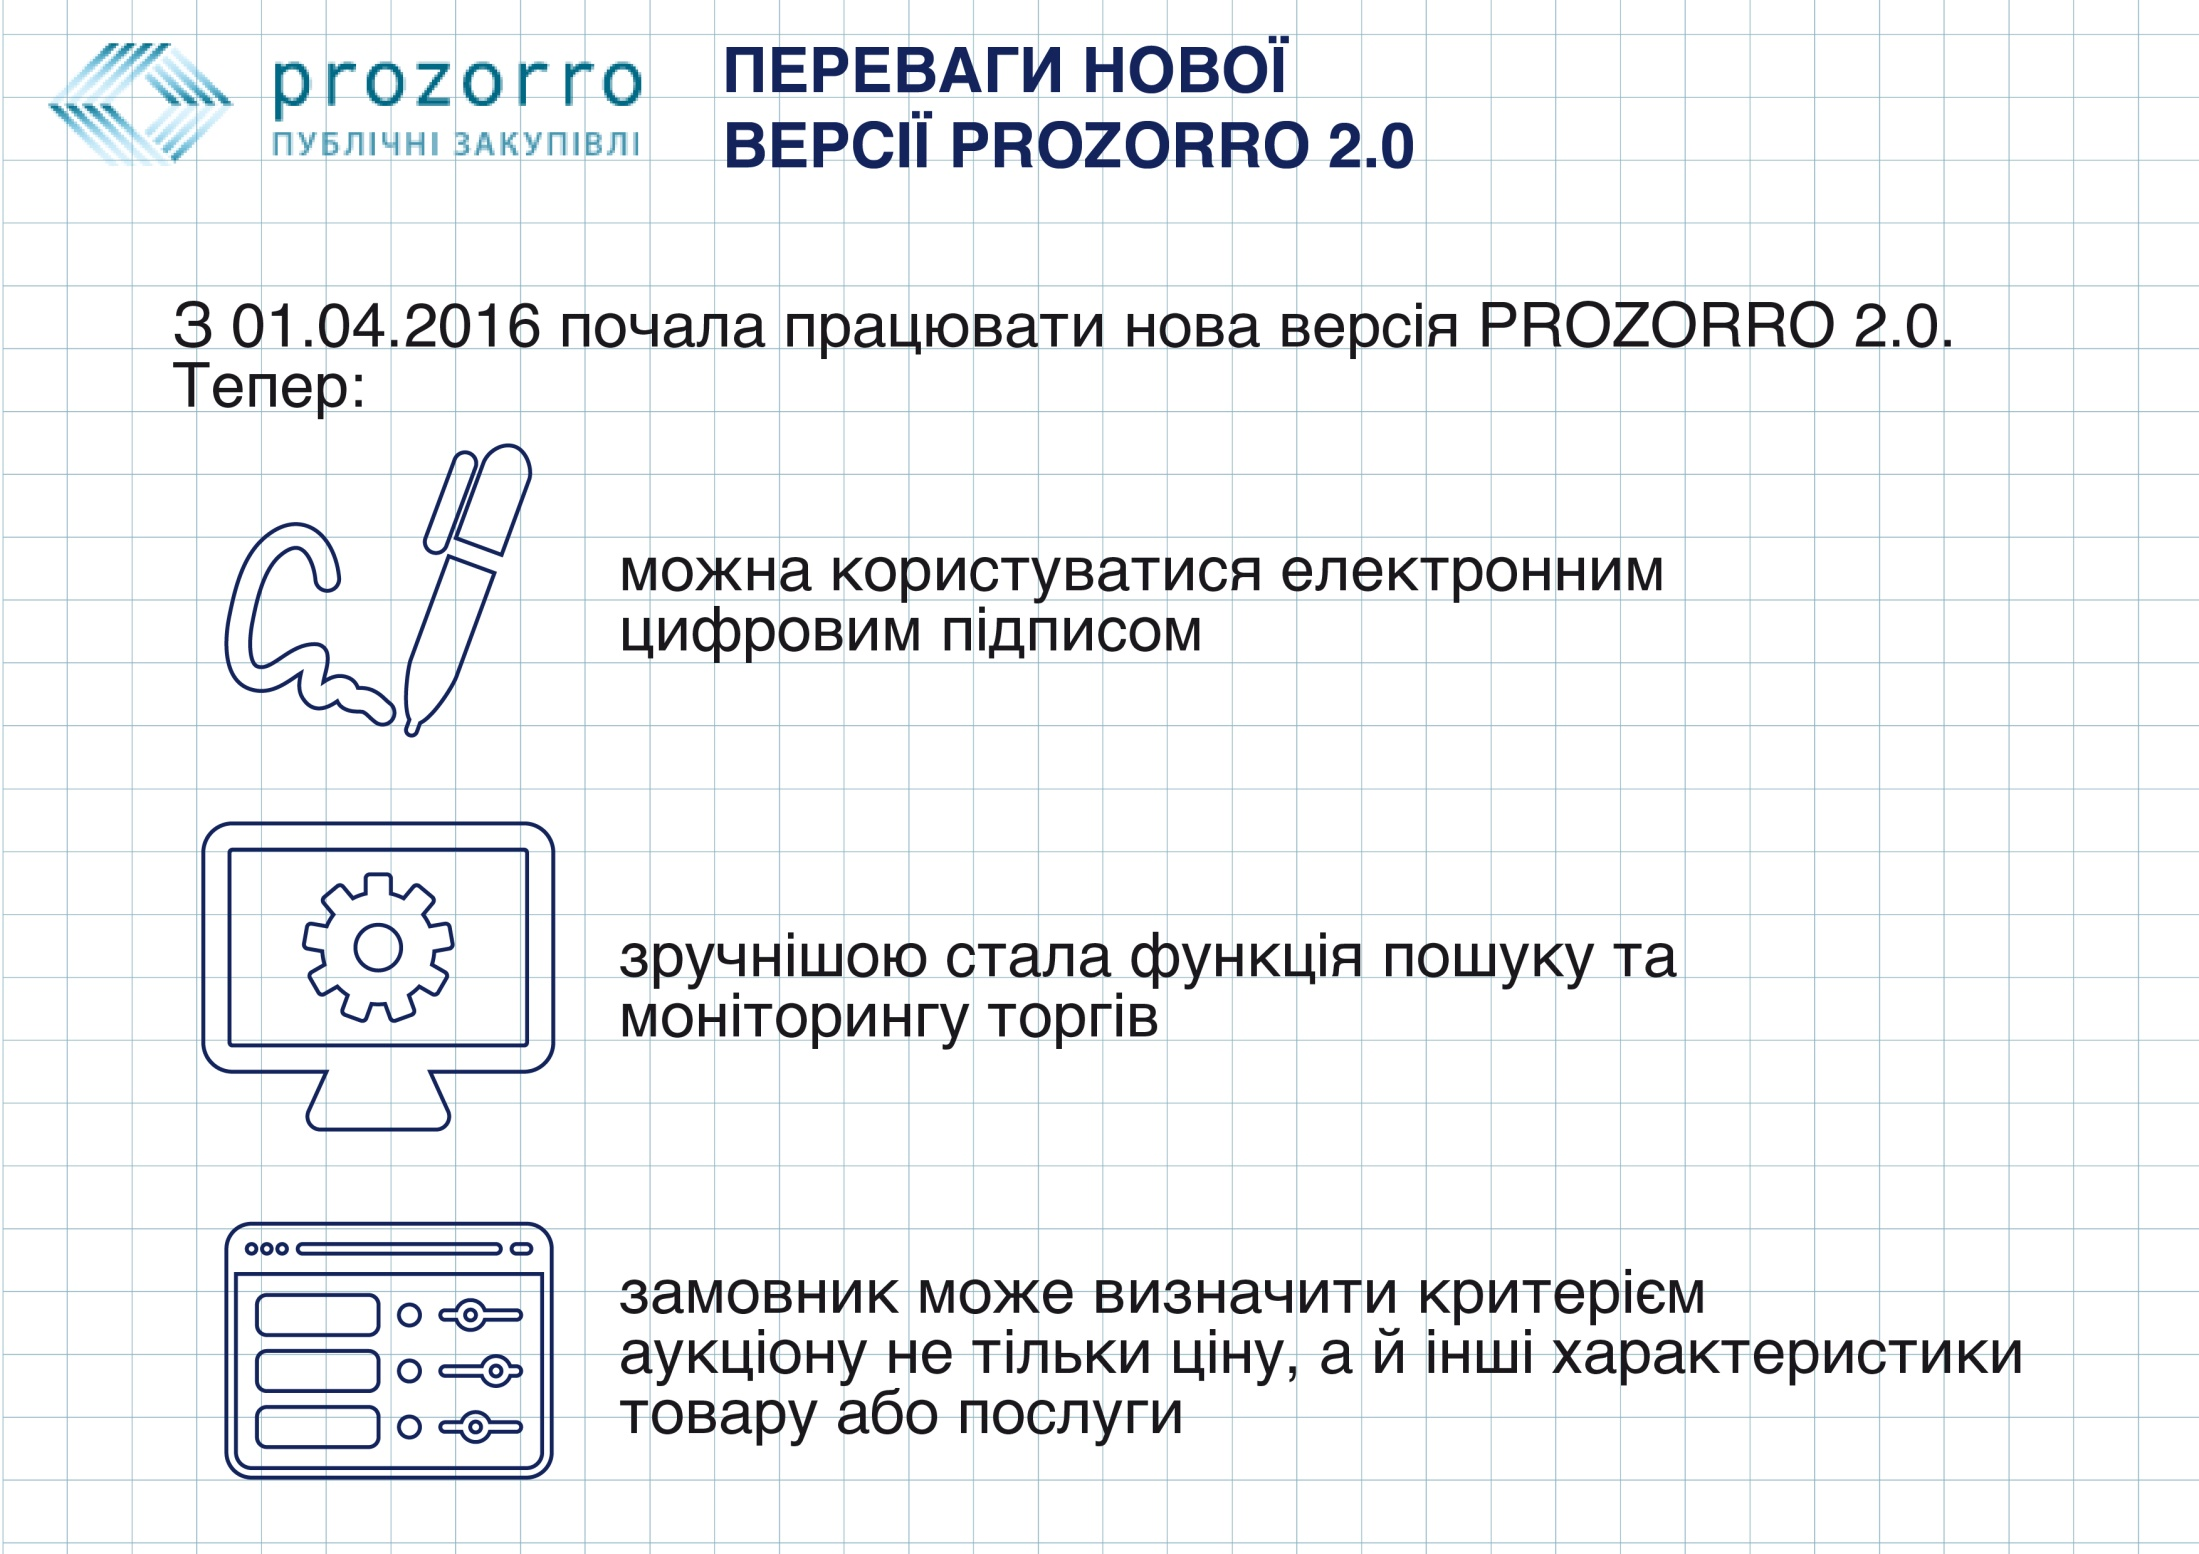 prozorro
ПУБЛІЧНІ ЗАКУПІВЛІ
ПЕРЕВАГИ НОВОЇ
ВЕРСІЇ PROZORRO 2.0
З 01.04.2016 почала працювати нова версія PROZORRO 2.0.
Тепер:
можна користуватися електронним
цифровим підписом
зручнішою стала функція пошуку та
моніторингу торгів
замовник може визначити критерієм
аукціону не тільки ціну, а й інші характеристики
товару або послуги